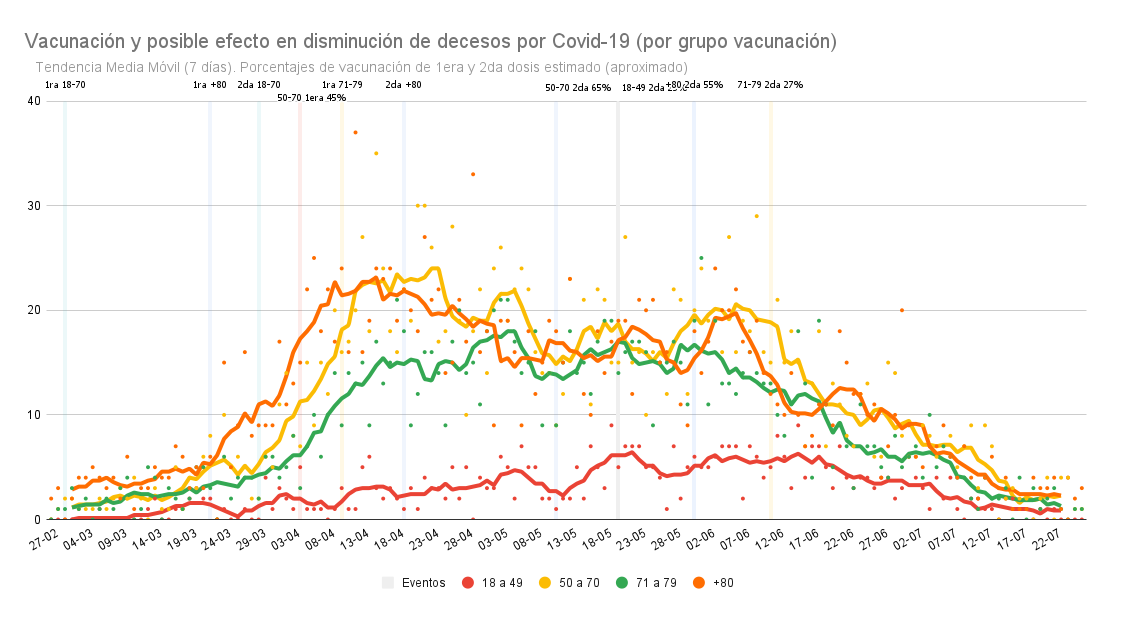 Vacunación y posible efecto en disminución de decesos por Covid-19 (por grupo vacunación)
Tendencia Media Móvil (7 días). Porcentajes de vacunación de 1era y 2da dosis estimado (aproximado)
1ra 18-70
1ra +80
2da 18-70
1ra 71-79
2da +80
50-70 2da 65%
18-49 2da
+80 2da 55%
71-79 2da 27%
50-70 1era 45%
40
30
20
10
0
27-02
04-03
09-03
14-03
19-03
24-03
29-03
03-04
08-04
13-04
18-04
23-04
28-04
03-05
08-05
13-05
18-05
23-05
28-05
02-06
07-06
12-06
17-06
22-06
27-06
02-07
07-07
12-07
17-07
22-07
Eventos
18 a 49
50 a 70
71 a 79
+80